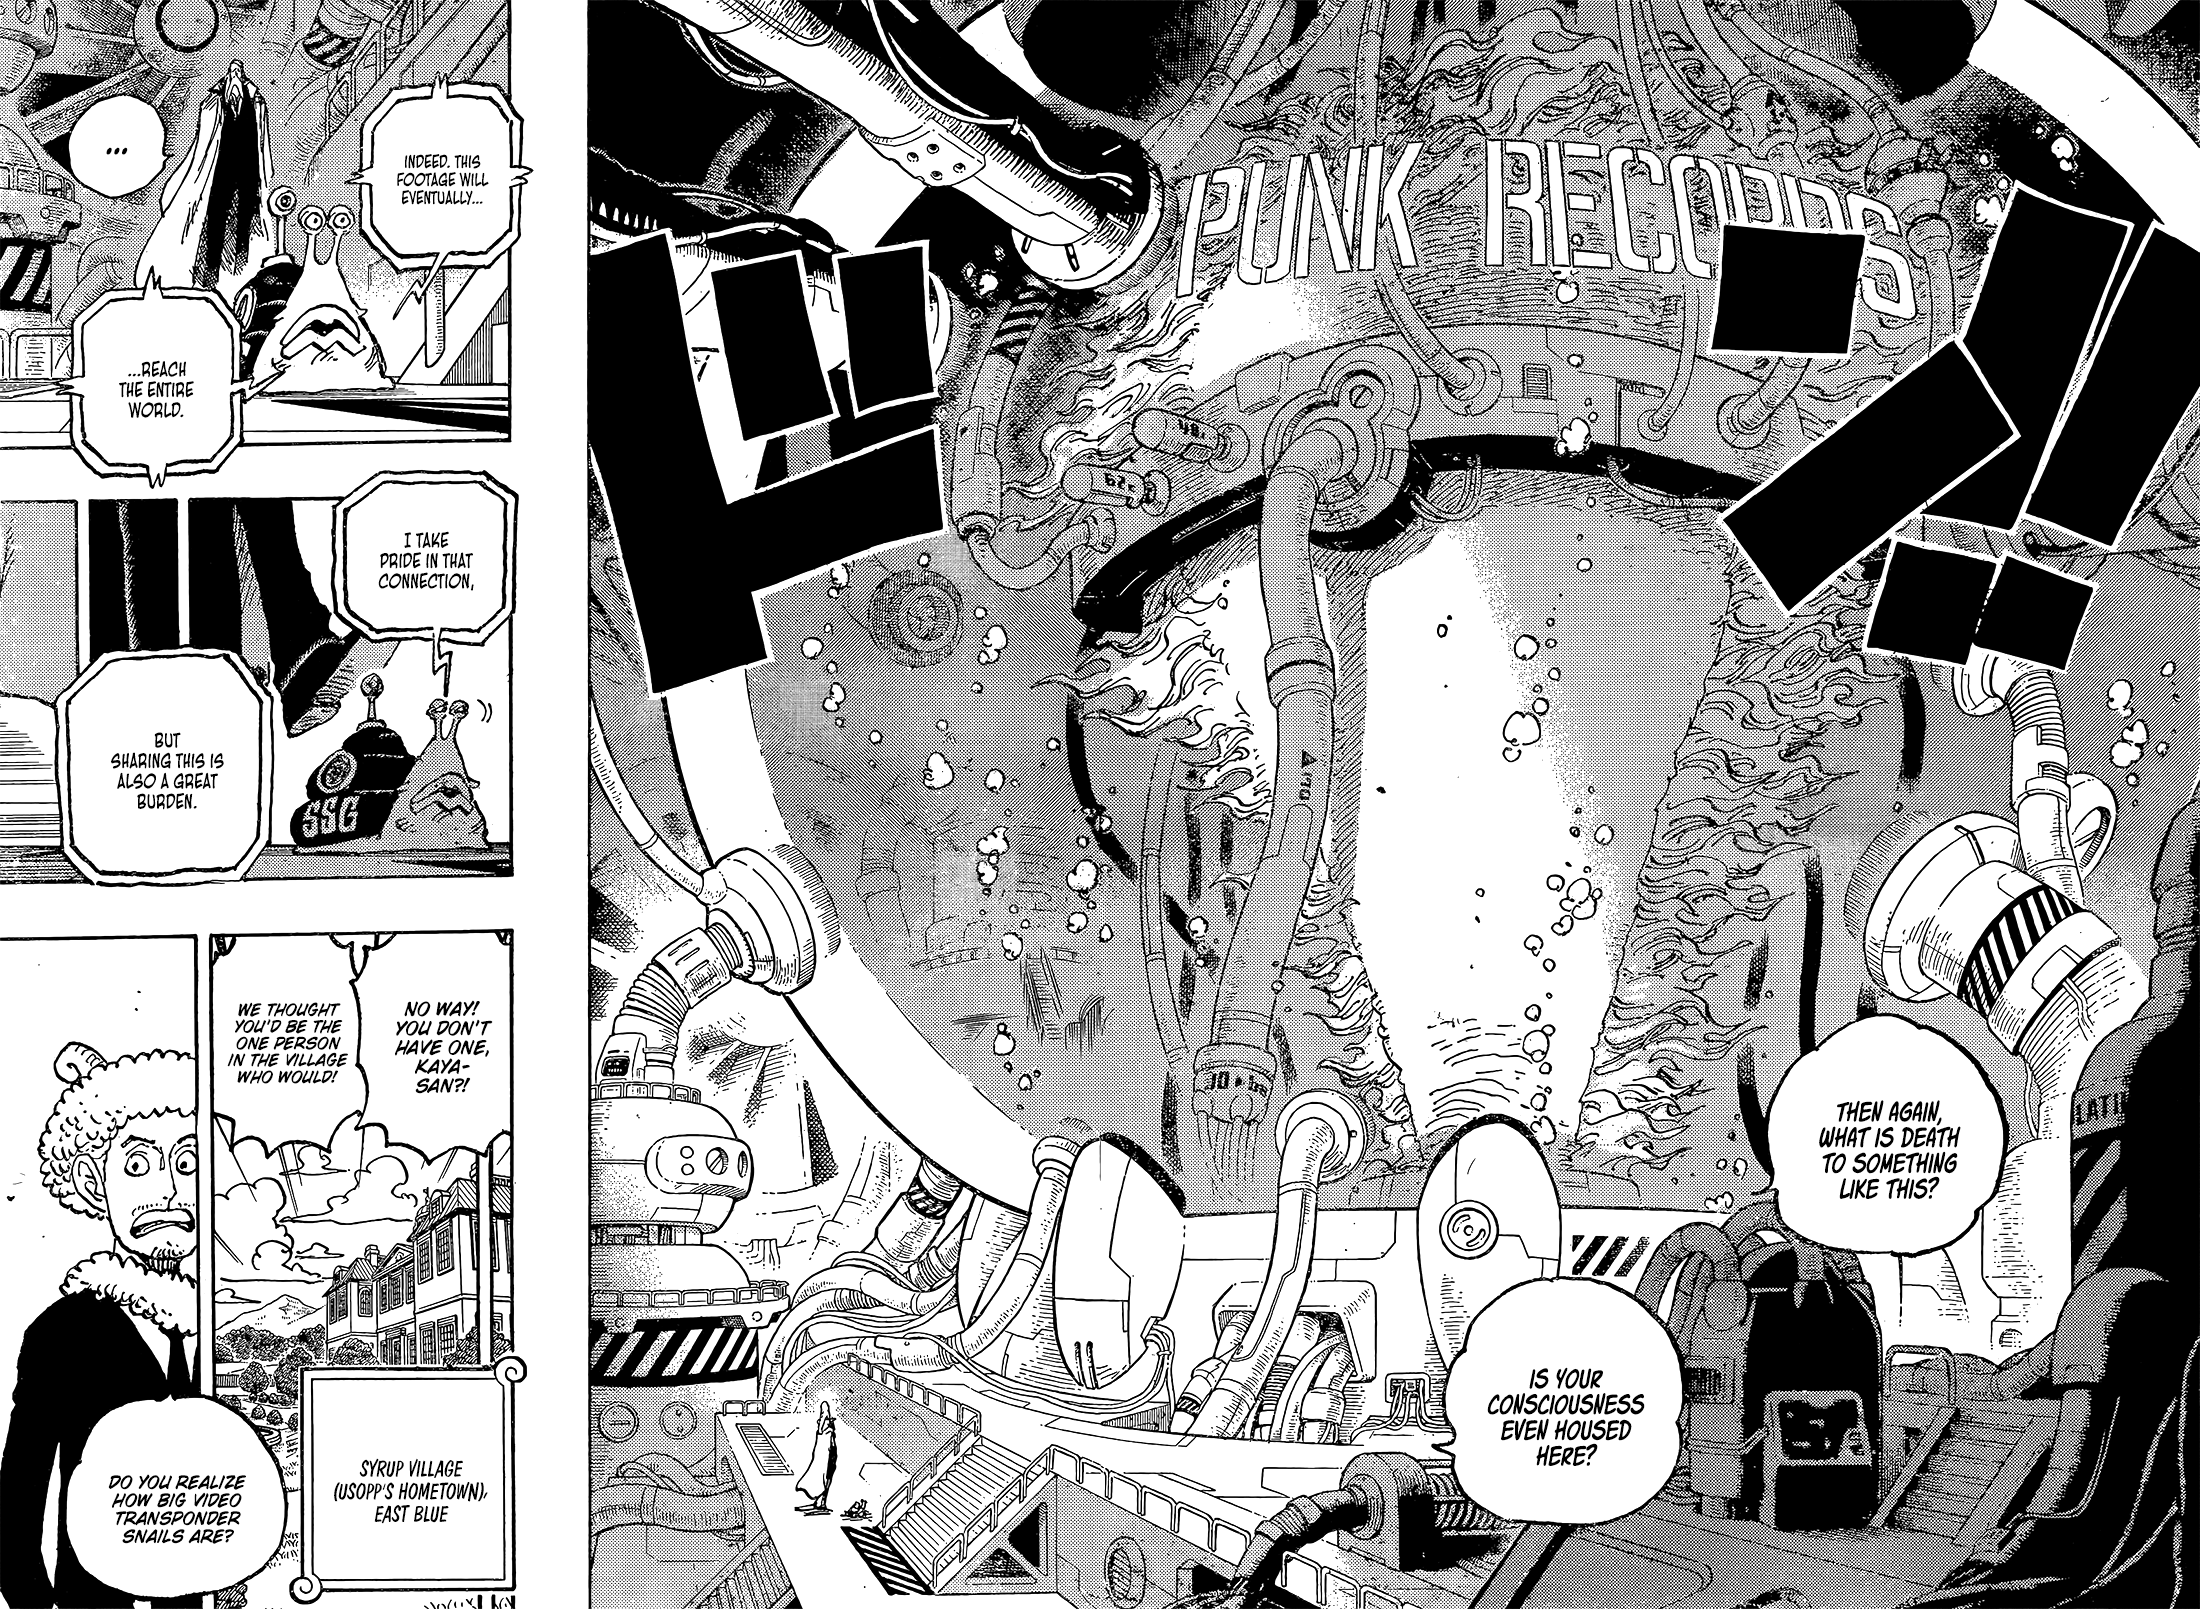 PUNK RECORDS
THEN AGAIN,
WHAT IS DEATH
TO SOMETHING
LIKE THIS?
IS YOUR
CONSCIOUSNESS
EVEN HOUSED
HERE?
INDEED. THIS
FOOTAGE WILL
EVENTUALLY...
...
...REACH
THE ENTIRE
WORLD.
I TAKE
PRIDE IN THAT
CONNECTION,
BUT
SHARING THIS IS
ALSO A GREAT
BURDEN.
SSG
NO WAY!
YOU DON'T
HAVE ONE,
KAYA-
SAN?!
WE THOUGHT
YOU'D BE THE
ONE PERSON
IN THE VILLAGE
WHO WOULD!
SYRUP VILLAGE
(USOPP'S HOMETOWN),
EAST BLUE
DO YOU REALIZE
HOW BIG VIDEO
TRANSPONDER
SNAILS ARE?